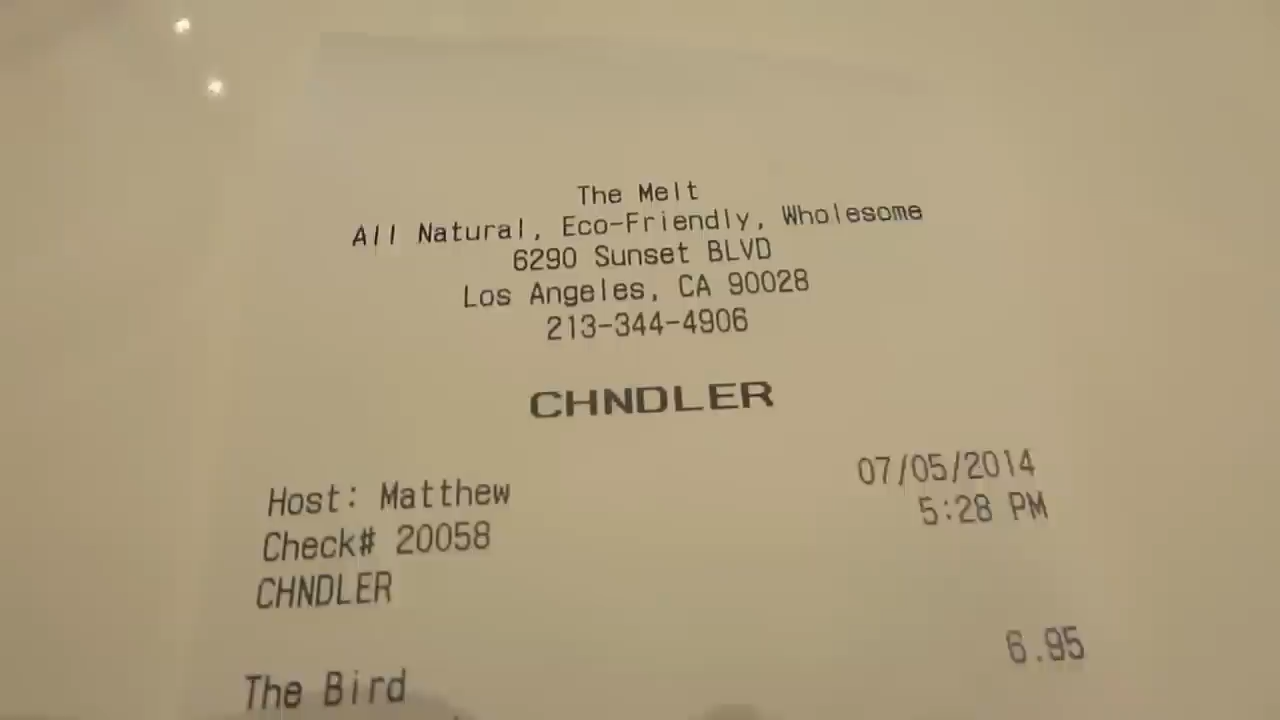 The Melt
All Natural, Eco-Friendly, Wholesome
6290 Sunset BLVD
Los Angeles, CA 90028
213-344-4906
CHNDLER
Host: Matthew 07/05/2014
Check# 20058 5:28 PM
CHNDLER
The Bird 6.95